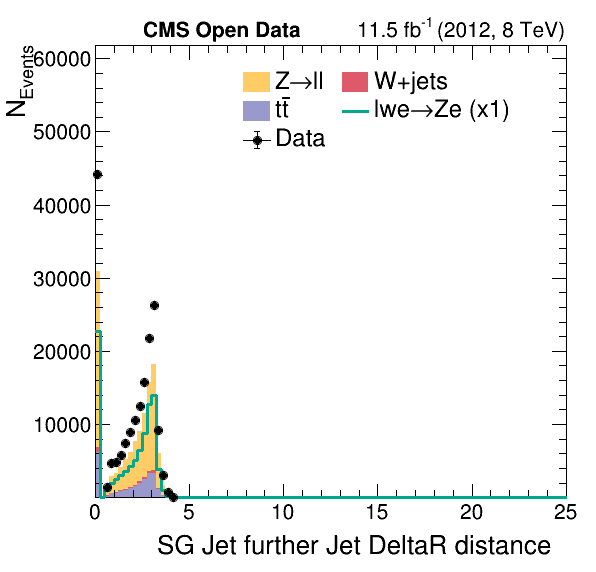 CMS Open Data 11.5 fb⁻¹ (2012, 8 TeV)
N_Events
60000
50000
40000
30000
20000
10000
Z→ll W+jets
tt̄ lwe→Ze (x1)
Data
0 5 10 15 20 25
SG Jet further Jet DeltaR distance